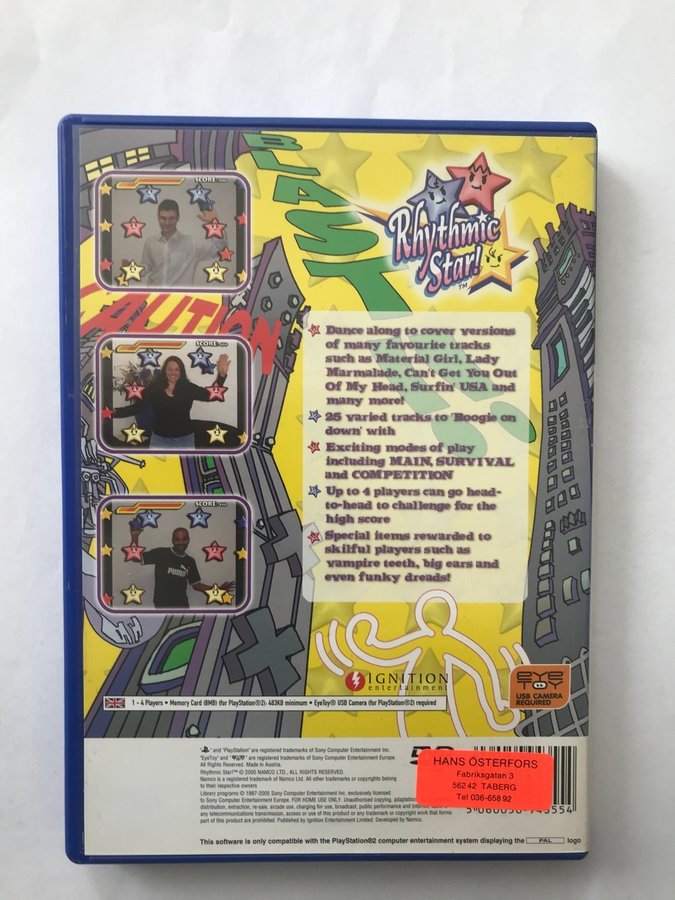 BLAST
CAUTION
SCORE:
SCORE:
SCORE:
Rhythmic
Star!™
Dance along to cover versions
of many favourite tracks
such as Material Girl, Lady
Marmalade, Can't Get You Out
Of My Head, Surfin' USA and
many more!
25 varied tracks to 'Boogie on
down' with
Exciting modes of play
including MAIN, SURVIVAL
and COMPETITION
Up to 4 players can go head-
to-head to challenge for the
high score
Special items rewarded to
skilful players such as
vampire teeth, big ears and
even funky dreads!
PUMA
IGNITION
entertainment
EYE
TOY
USB CAMERA
REQUIRED
1 - 4 Players • Memory Card (8MB) (for PlayStation®2): 483KB minimum • EyeToy® USB Camera (for PlayStation®2) required
" and "PlayStation" are registered trademarks of Sony Computer Entertainment Inc.
"EyeToy" and " " are registered trademarks of Sony Computer Entertainment Europe.
All Rights Reserved. Made in Austria.
Rhythmic Star!™ © 2005 NAMCO LTD., ALL RIGHTS RESERVED.
Namco is a registered trademark of Namco Ltd. All other trademarks or copyrights belong
to their respective owners
Library programs © 1997-2005 Sony Computer Entertainment Inc. exclusively licensed
to Sony Computer Entertainment Europe. FOR HOME USE ONLY. Unauthorised copying, adaptation
distribution, extraction, re-sale, arcade use, charging for use, broadcast, public performance and internet,
any telecommunications transmission, access or use of this product or any trademark or copyright work that forms
part of this product are prohibited. Published by Ignition Entertainment Limited. Developed by Namco.
HANS ÖSTERFORS
Fabriksgatan 3
56242 TABERG
Tel 036-658 92
This software is only compatible with the PlayStation®2 computer entertainment system displaying the PAL logo